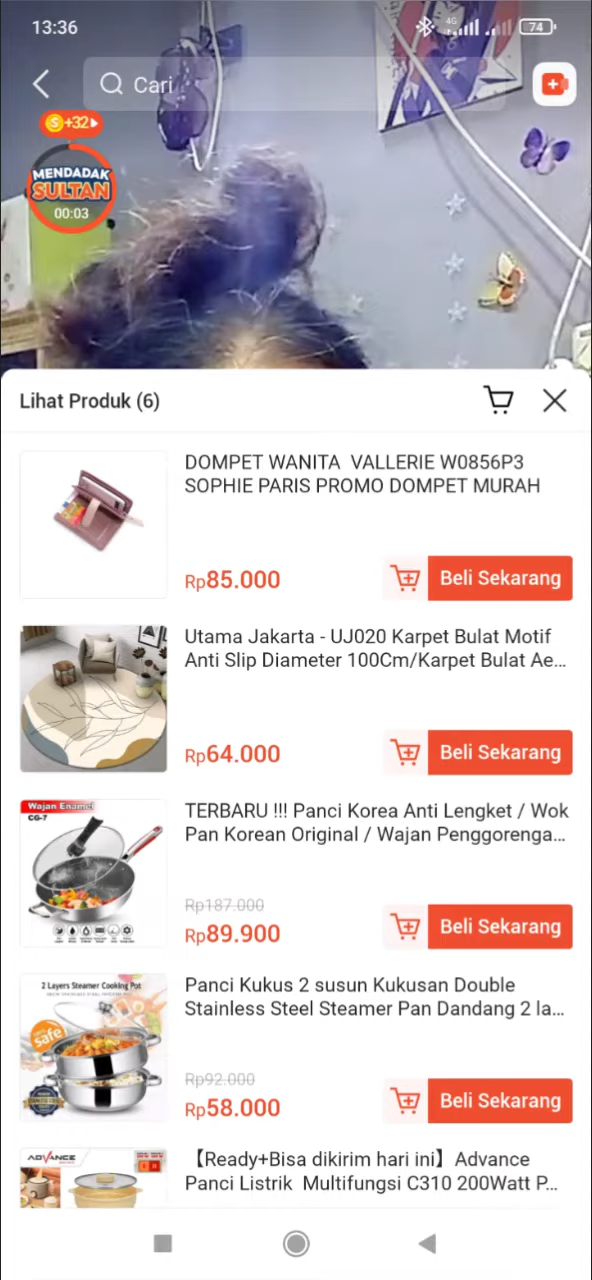 13:36
4G
74
Cari
S+32
MENDADAK
SULTAN
00:03
Lihat Produk (6)
DOMPET WANITA VALLERIE W0856P3
SOPHIE PARIS PROMO DOMPET MURAH
Rp85.000
Beli Sekarang
Utama Jakarta - UJ020 Karpet Bulat Motif
Anti Slip Diameter 100Cm/Karpet Bulat Ae...
Rp64.000
Beli Sekarang
Wajan Enamel
CG-7
TERBARU !!! Panci Korea Anti Lengket / Wok
Pan Korean Original / Wajan Penggorenga...
Rp187.000
Rp89.900
Beli Sekarang
2 Layers Steamer Cooking Pot
safe
Panci Kukus 2 susun Kukusan Double
Stainless Steel Steamer Pan Dandang 2 la...
Rp92.000
Rp58.000
Beli Sekarang
ADVANCE
【Ready+Bisa dikirim hari ini】Advance
Panci Listrik Multifungsi C310 200Watt P...